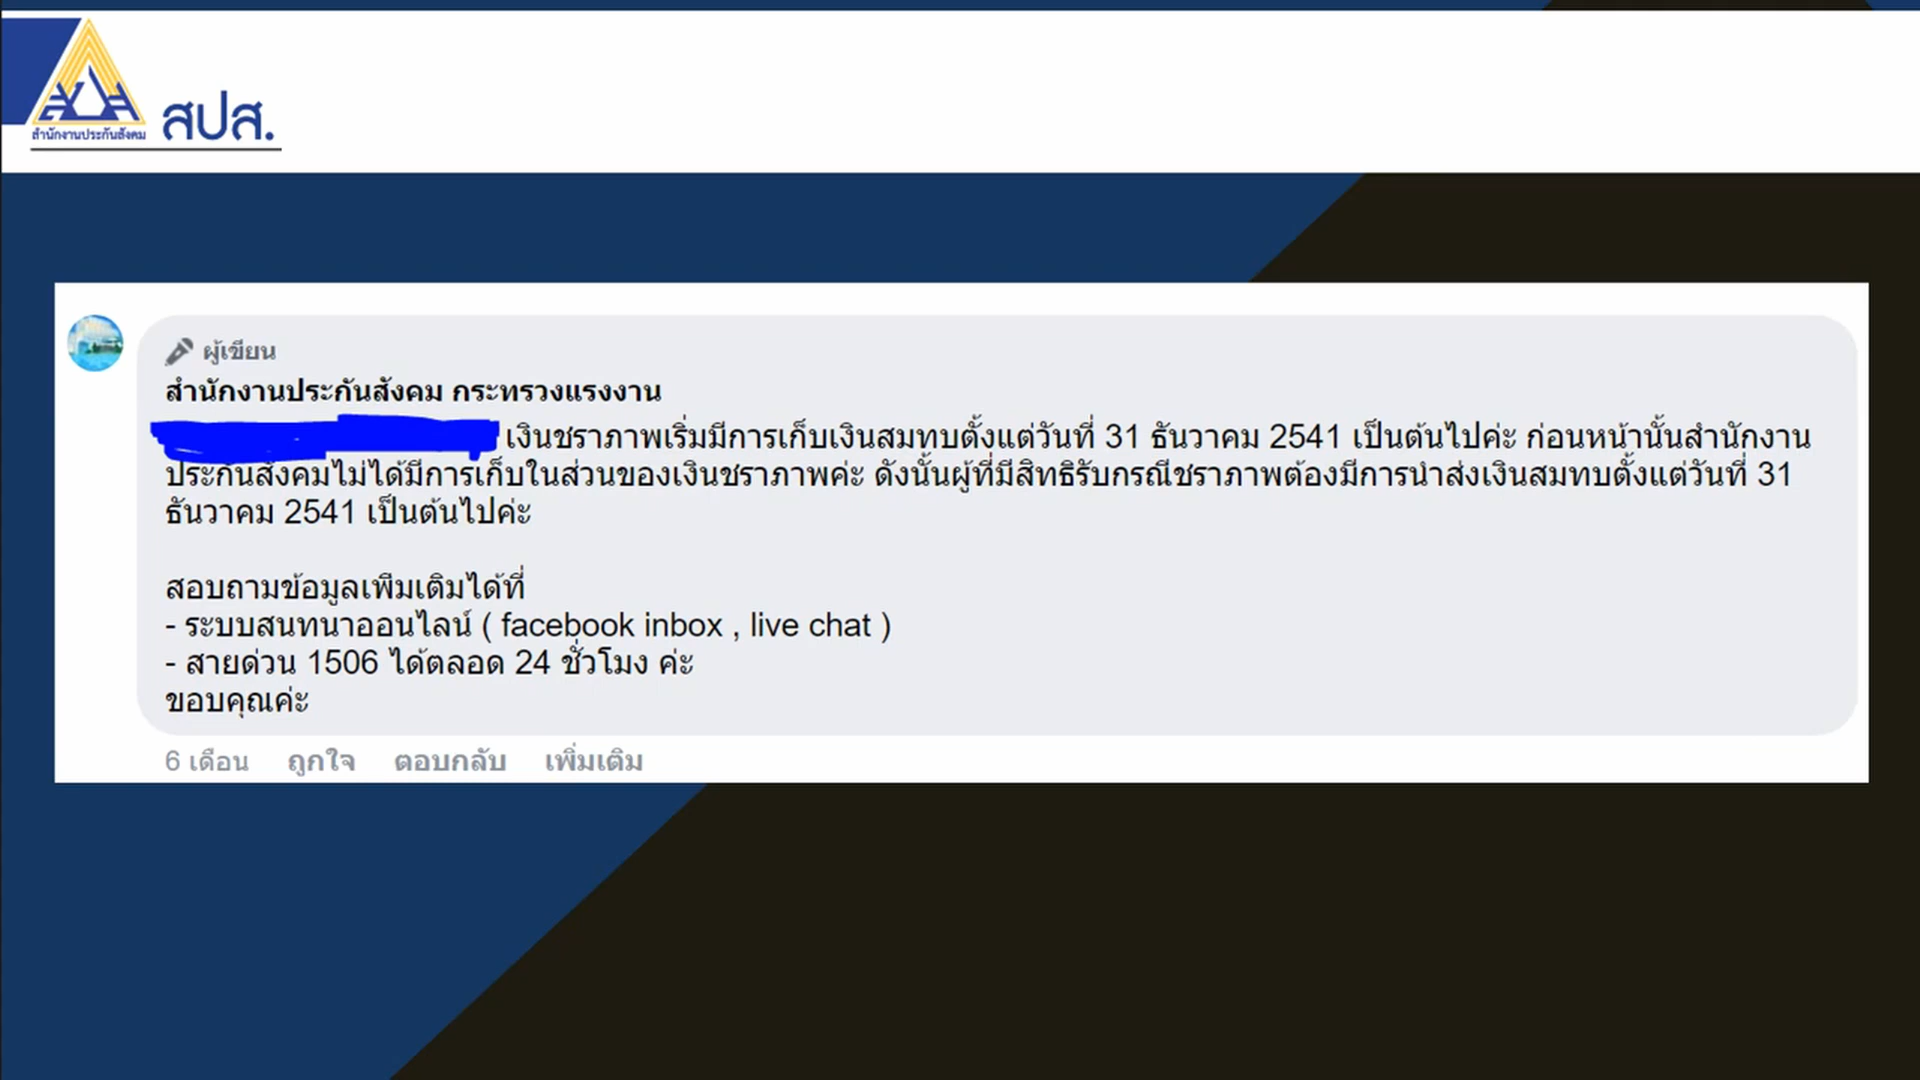 สำนักงานประกันสังคม
สปส.
ผู้เขียน
สำนักงานประกันสังคม กระทรวงแรงงาน
เงินชราภาพเริ่มมีการเก็บเงินสมทบตั้งแต่วันที่ 31 ธันวาคม 2541 เป็นต้นไปค่ะ ก่อนหน้านั้นสำนักงาน
ประกันสังคมไม่ได้มีการเก็บในส่วนของเงินชราภาพค่ะ ดังนั้นผู้ที่มีสิทธิรับกรณีชราภาพต้องมีการนำส่งเงินสมทบตั้งแต่วันที่ 31
ธันวาคม 2541 เป็นต้นไปค่ะ
สอบถามข้อมูลเพิ่มเติมได้ที่
- ระบบสนทนาออนไลน์ ( facebook inbox , live chat )
- สายด่วน 1506 ได้ตลอด 24 ชั่วโมง ค่ะ
ขอบคุณค่ะ
6 เดือน ถูกใจ ตอบกลับ เพิ่มเติม